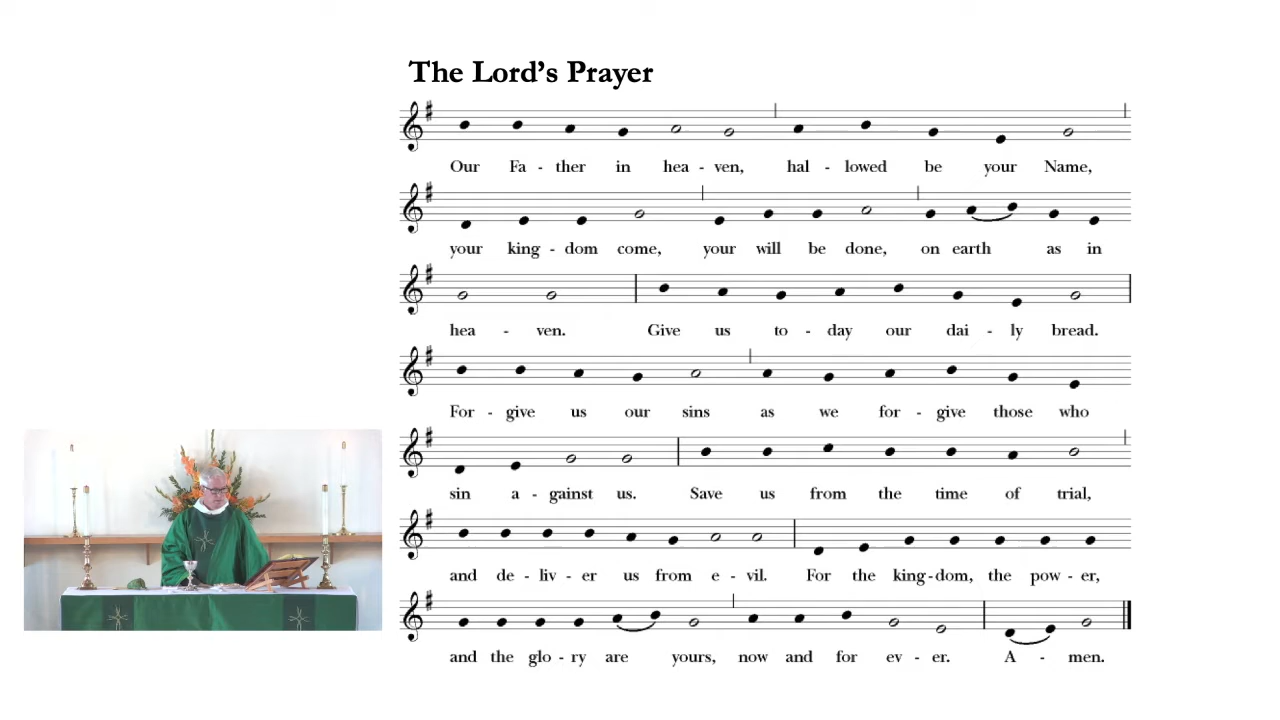 The Lord’s Prayer
Our Fa - ther in hea - ven, hal - lowed be your Name,
your king - dom come, your will be done, on earth as in
hea - ven. Give us to - day our dai - ly bread.
For - give us our sins as we for - give those who
sin a - gainst us. Save us from the time of trial,
and de - liv - er us from e - vil. For the king - dom, the pow - er,
and the glo - ry are yours, now and for ev - er. A - men.